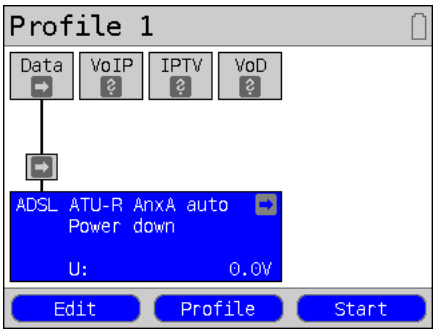 Profile 1
Data VoIP IPTV VoD
? ? ?
ADSL ATU-R AnxA auto
Power down
U: 0.0V
Edit Profile Start